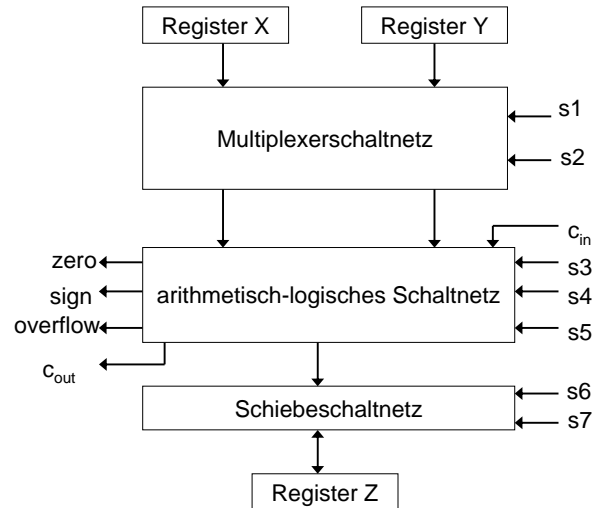 Register X
Register Y
Multiplexerschaltnetz
s1
s2
c_in
zero
sign
overflow
c_out
arithmetisch-logisches Schaltnetz
s3
s4
s5
Schiebeschaltnetz
s6
s7
Register Z